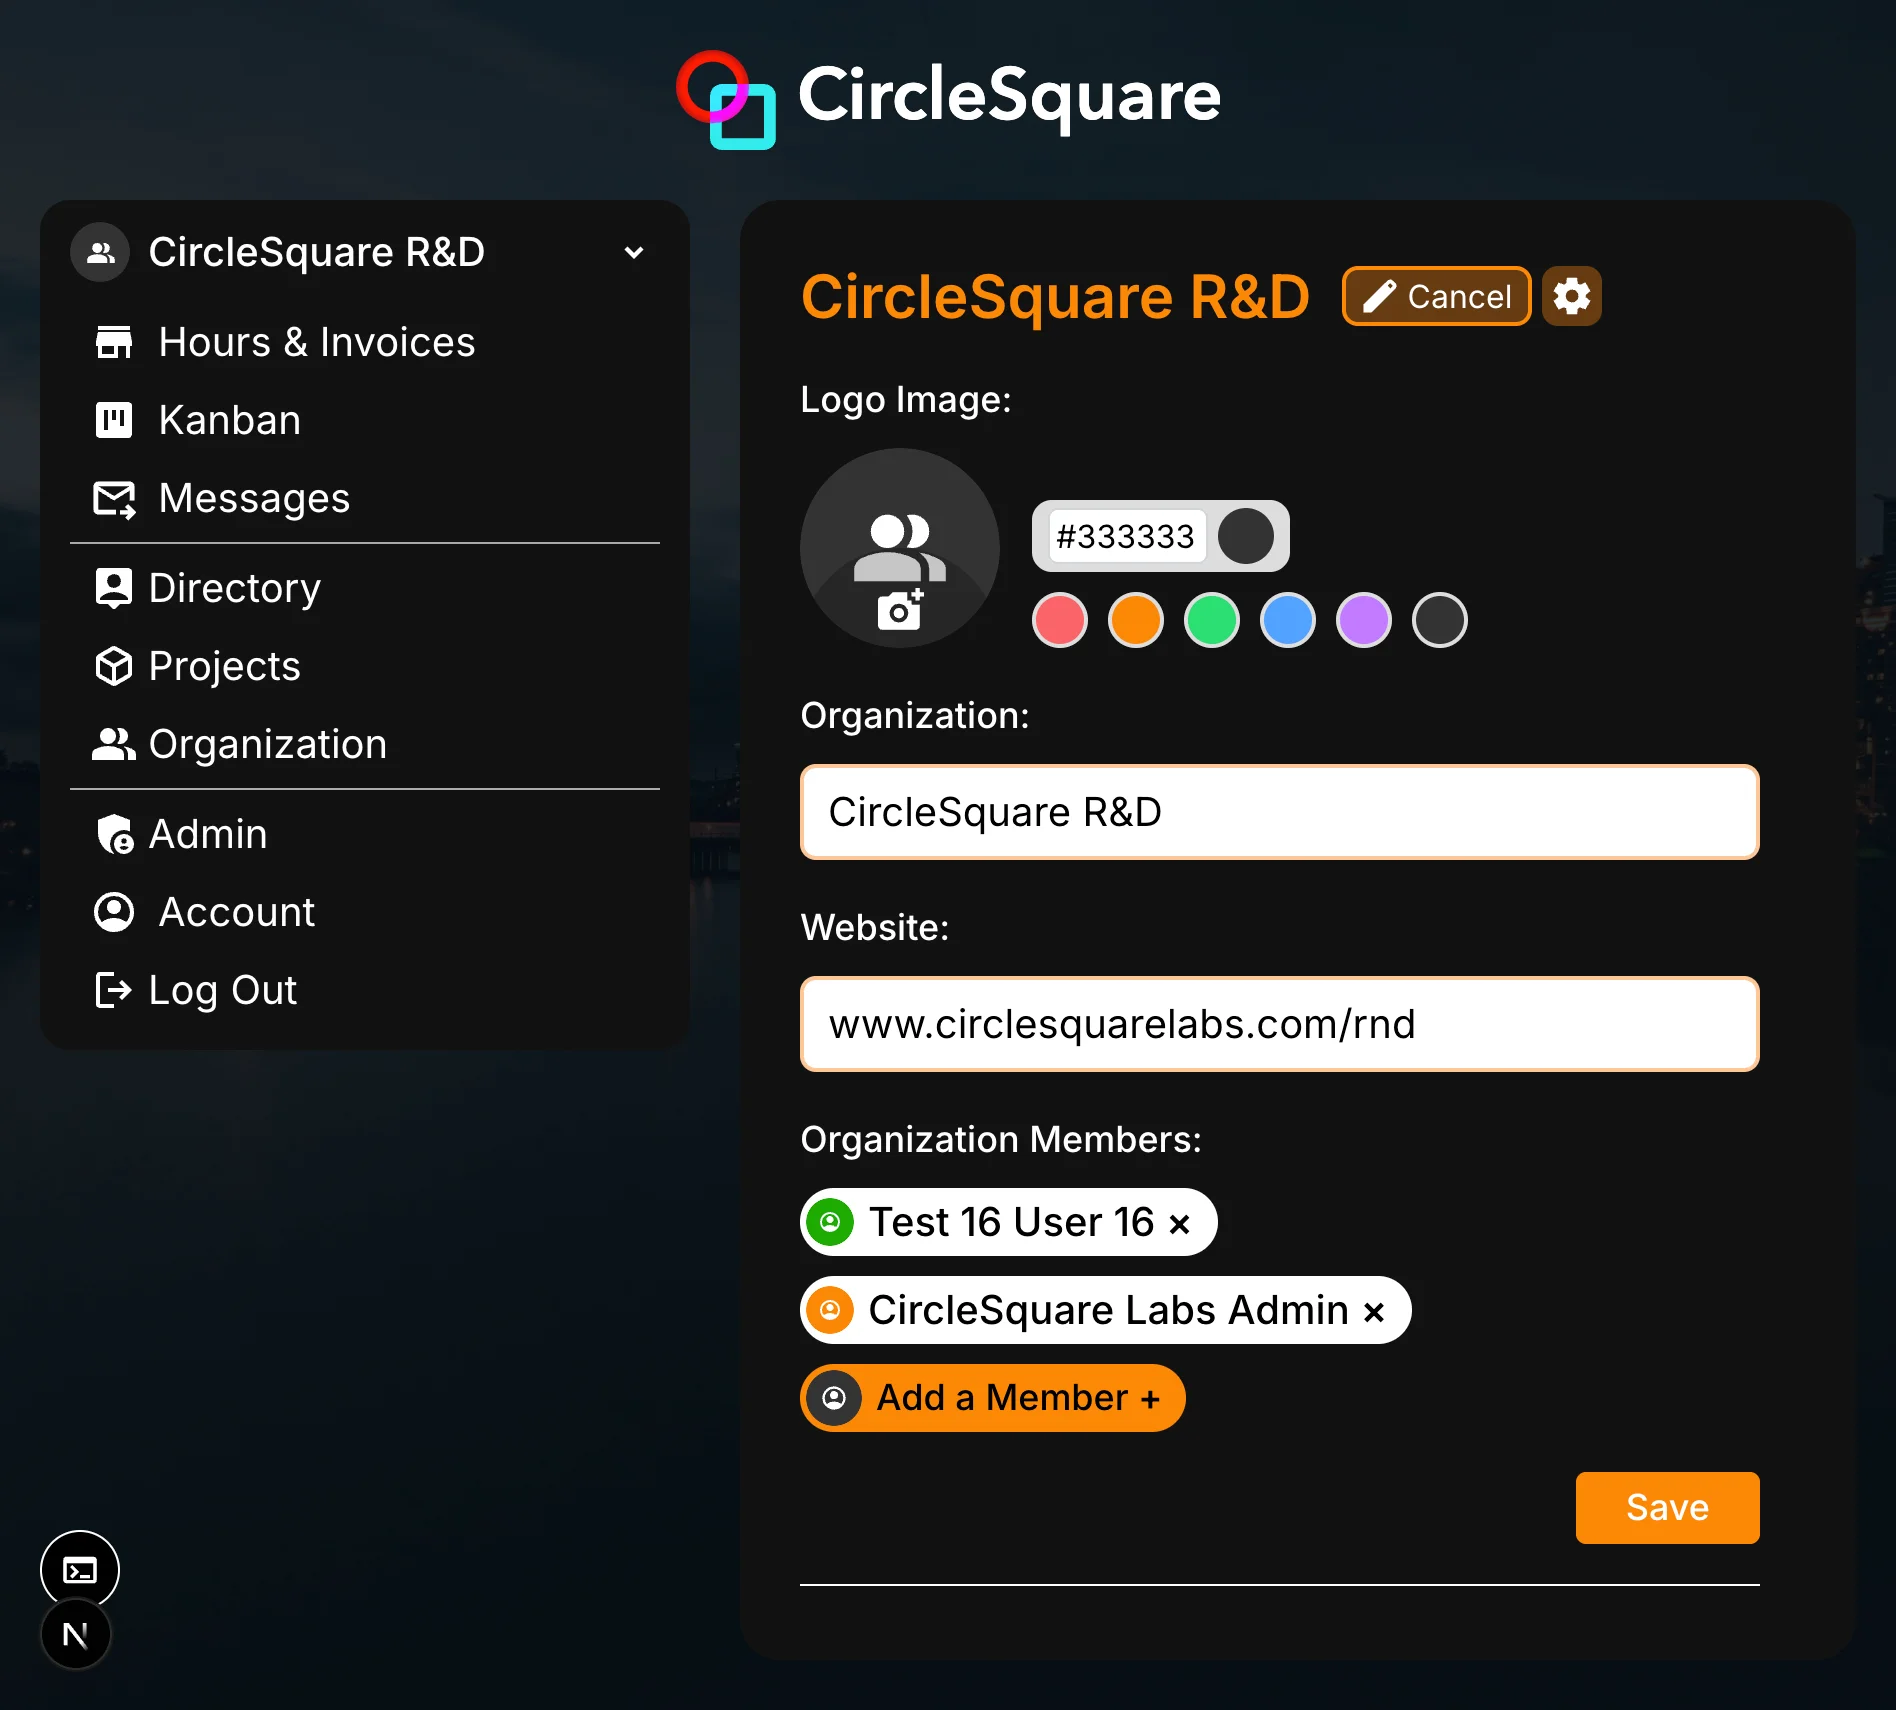 CircleSquare
CircleSquare R&D
Hours & Invoices
Kanban
Messages
Directory
Projects
Organization
Admin
Account
Log Out
CircleSquare R&D
Cancel
Logo Image:
#333333
Organization:
CircleSquare R&D
Website:
www.circlesquarelabs.com/rnd
Organization Members:
Test 16 User 16 ×
CircleSquare Labs Admin ×
Add a Member +
Save
N